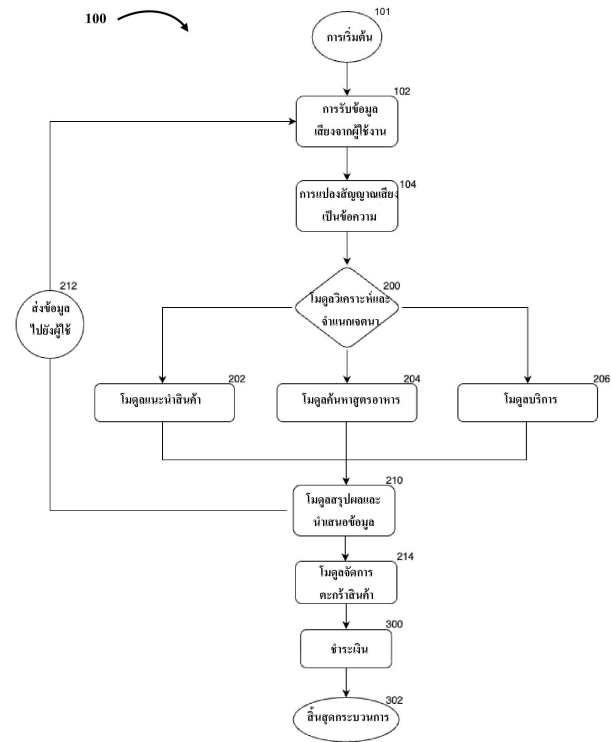 100
101
การเริ่มต้น
102
การรับข้อมูล
เสียงจากผู้ใช้งาน
104
การแปลงสัญญาณเสียง
เป็นข้อความ
212
ส่งข้อมูล
ไปยังผู้ใช้
200
โมดูลวิเคราะห์และ
จำแนกเจตนา
202
โมดูลแนะนำสินค้า
204
โมดูลค้นหาสูตรอาหาร
206
โมดูลบริการ
210
โมดูลสรุปผลและ
นำเสนอข้อมูล
214
โมดูลจัดการ
ตะกร้าสินค้า
300
ชำระเงิน
302
สิ้นสุดกระบวนการ